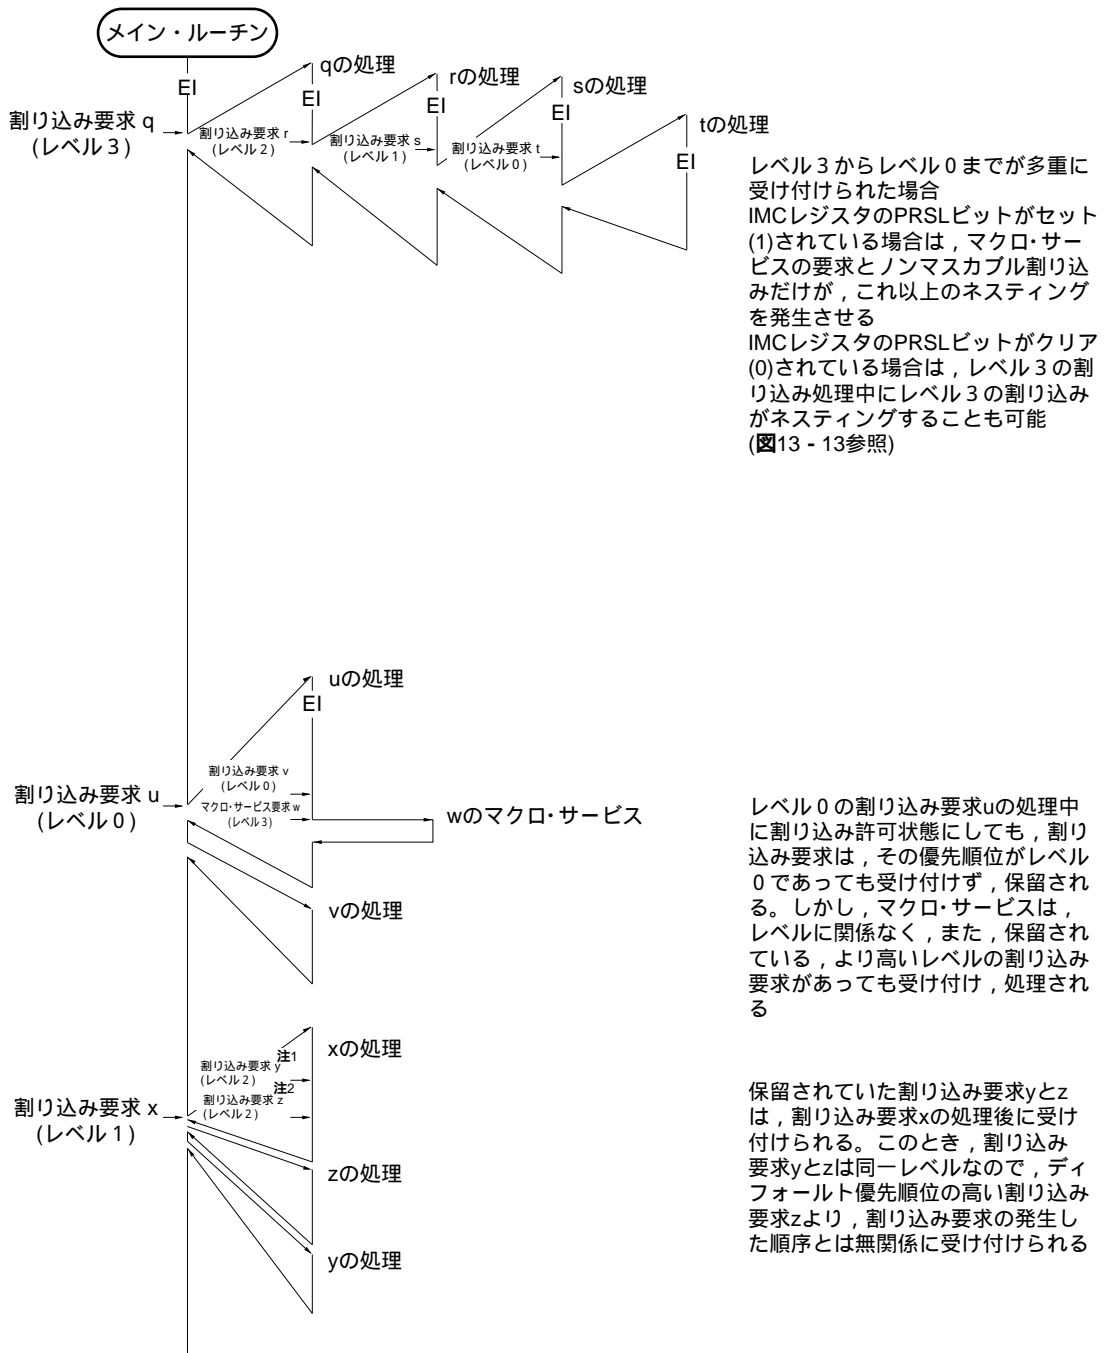 メイン・ルーチン
EI
割り込み要求 q
(レベル３)
qの処理
EI
割り込み要求 r
(レベル２)
rの処理
EI
割り込み要求 s
(レベル１)
sの処理
EI
割り込み要求 t
(レベル０)
tの処理
EI
レベル３からレベル０までが多重に
受け付けられた場合
IMCレジスタのPRSLビットがセット
(1)されている場合は，マクロ・サー
ビスの要求とノンマスカブル割り込
みだけが，これ以上のネスティング
を発生させる
IMCレジスタのPRSLビットがクリア
(0)されている場合は，レベル３の割
り込み処理中にレベル３の割り込み
がネスティングすることも可能
(図13－13参照)
uの処理
EI
割り込み要求 v
(レベル０)
割り込み要求 u
(レベル０)
マクロ・サービス要求 w
(レベル３)
wのマクロ・サービス
vの処理
レベル０の割り込み要求uの処理中
に割り込み許可状態にしても，割り
込み要求は，その優先順位がレベル
０であっても受け付けず，保留され
る。しかし，マクロ・サービスは，
レベルに関係なく，また，保留され
ている，より高いレベルの割り込み
要求があっても受け付け，処理され
る
xの処理
割り込み要求 y注1
(レベル２)
割り込み要求 z注2
(レベル２)
割り込み要求 x
(レベル１)
zの処理
yの処理
保留されていた割り込み要求yとz
は，割り込み要求xの処理後に受け
付けられる。このとき，割り込み
要求yとzは同一レベルなので，ディ
フォールト優先順位の高い割り込み
要求zより，割り込み要求の発生し
た順序とは無関係に受け付けられる